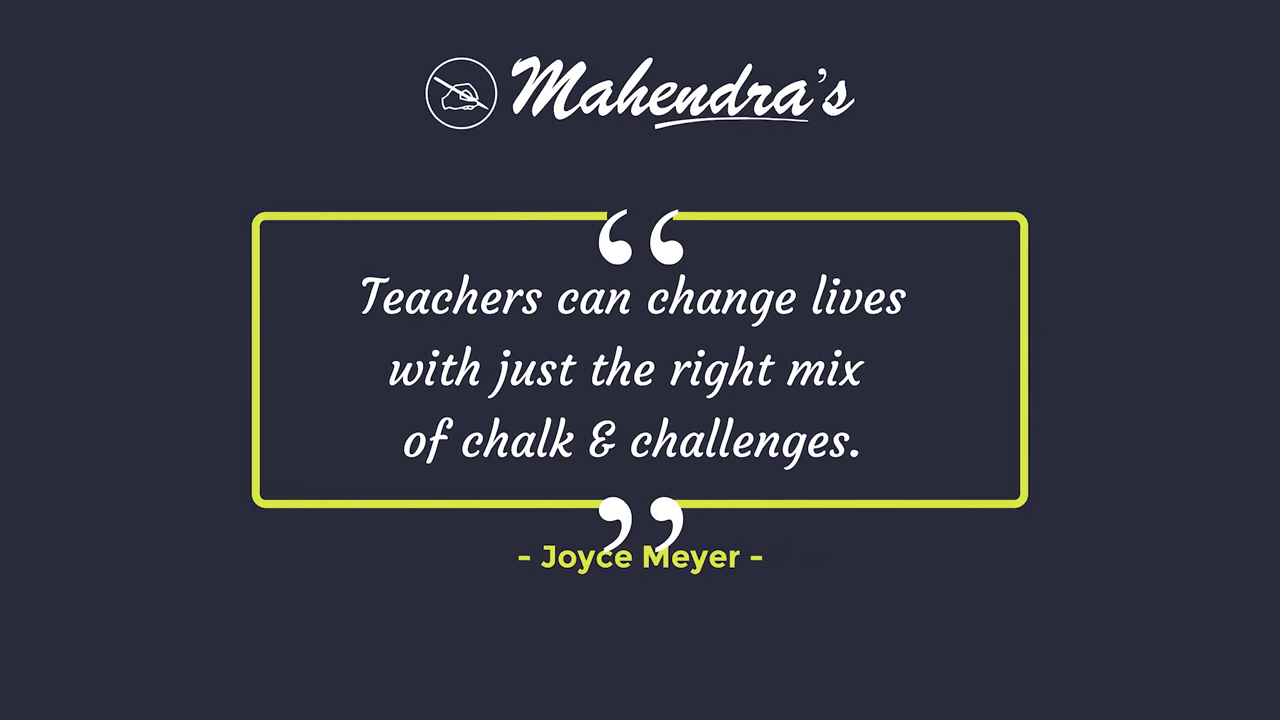 Mahendra's
“
Teachers can change lives
with just the right mix
of chalk & challenges.
”
- Joyce Meyer -